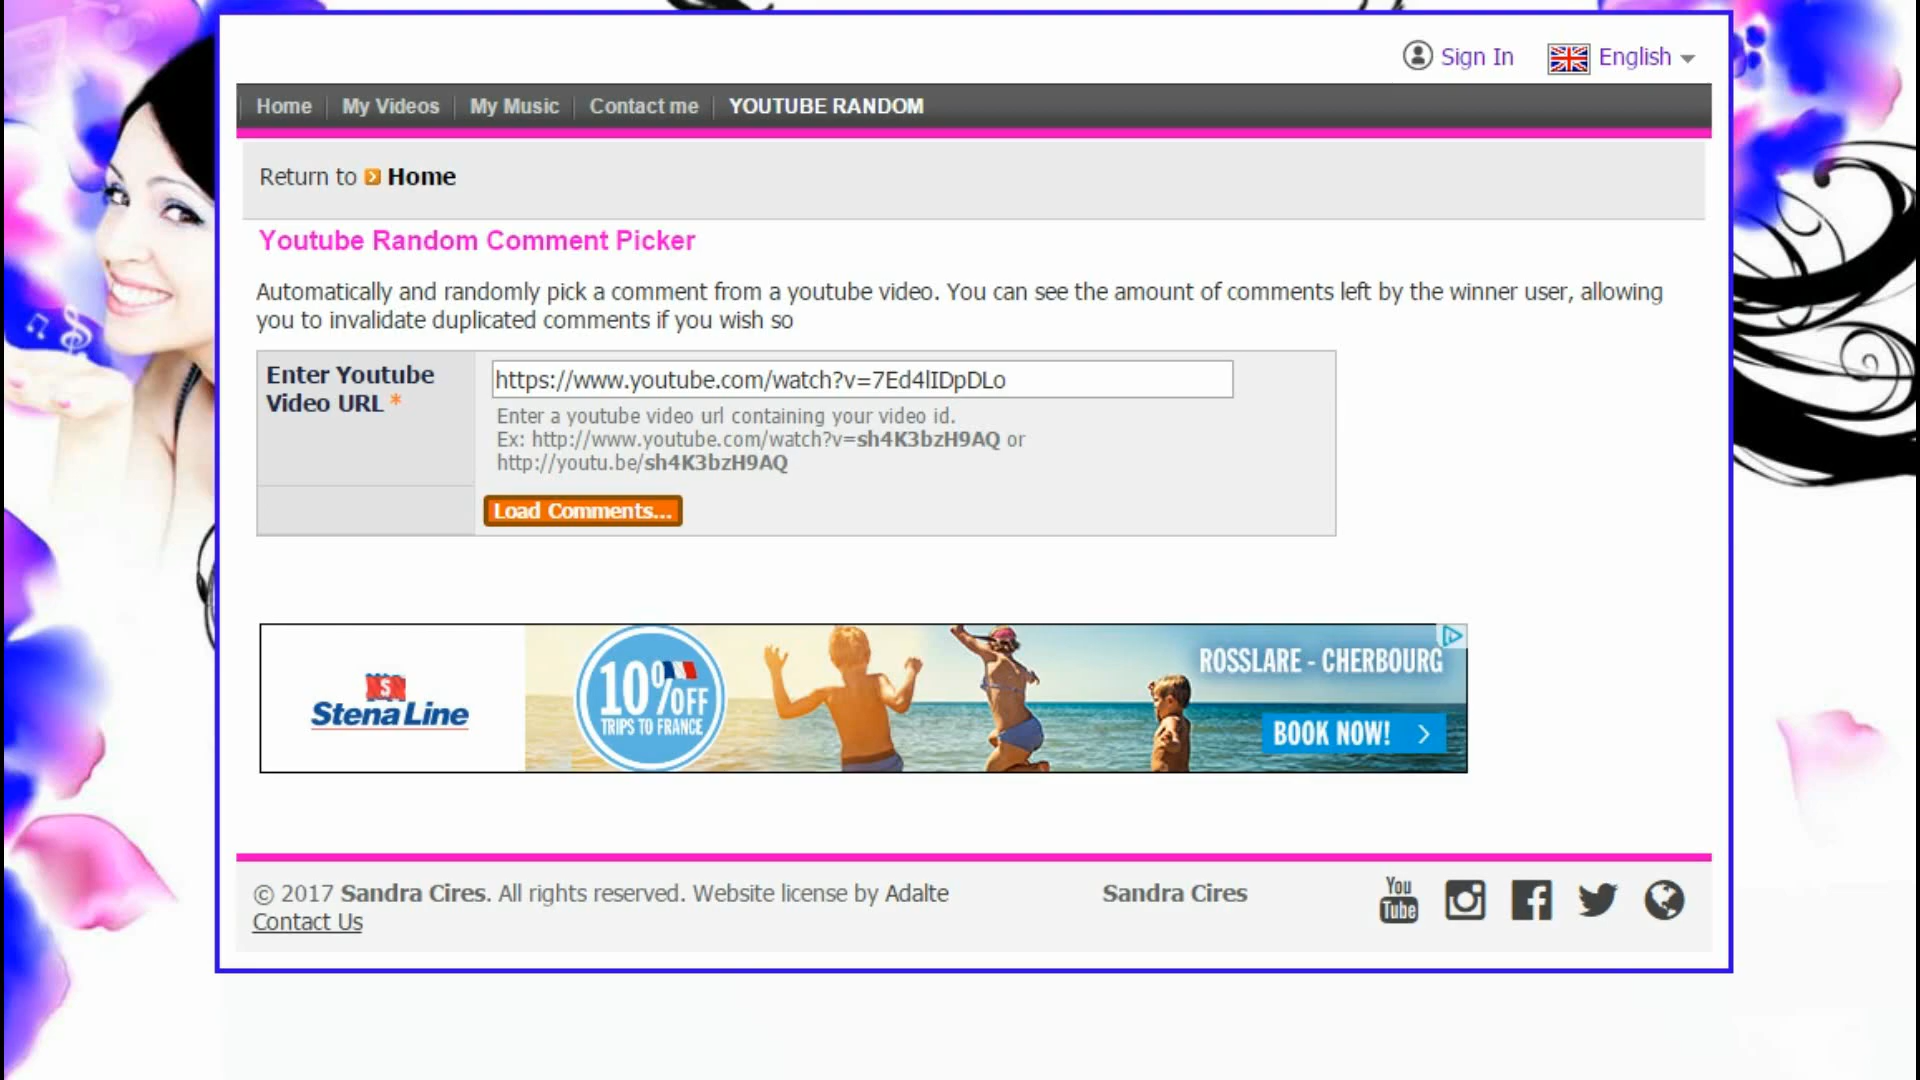 Sign In English
Home My Videos My Music Contact me YOUTUBE RANDOM
Return to Home
Youtube Random Comment Picker
Automatically and randomly pick a comment from a youtube video. You can see the amount of comments left by the winner user, allowing
you to invalidate duplicated comments if you wish so
Enter Youtube
Video URL *
https://www.youtube.com/watch?v=7Ed4lIDpDLo
Enter a youtube video url containing your video id.
Ex: http://www.youtube.com/watch?v=sh4K3bzH9AQ or
http://youtu.be/sh4K3bzH9AQ
Load Comments...
S
Stena Line
10% OFF
TRIPS TO FRANCE
ROSSLARE - CHERBOURG
BOOK NOW!
© 2017 Sandra Cires. All rights reserved. Website license by Adalte
Contact Us
Sandra Cires
You
Tube